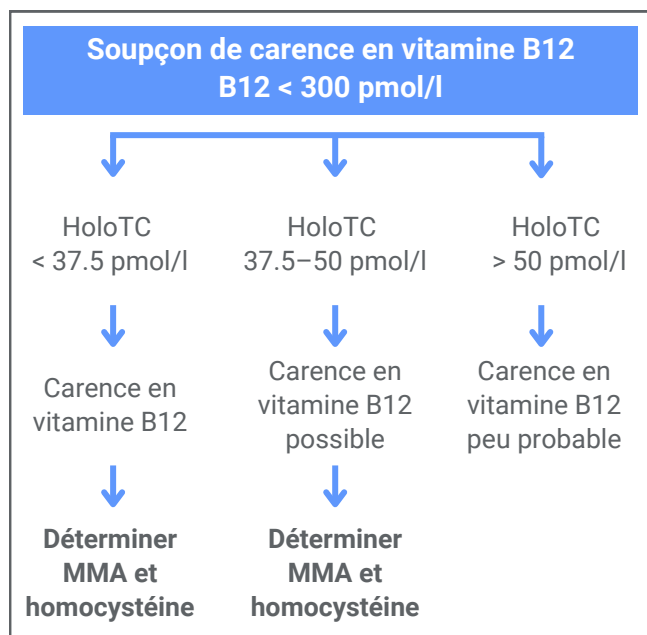 Soupçon de carence en vitamine B12
B12 < 300 pmol/l
HoloTC
< 37.5 pmol/l
Carence en
vitamine B12
Déterminer
MMA et
homocystéine
HoloTC
37.5–50 pmol/l
Carence en
vitamine B12
possible
Déterminer
MMA et
homocystéine
HoloTC
> 50 pmol/l
Carence en
vitamine B12
peu probable